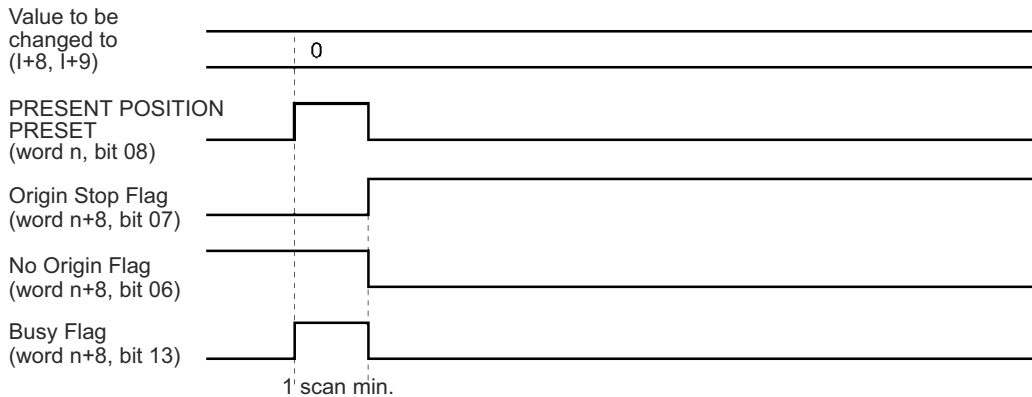 Value to be
changed to
(I+8, I+9)
0
PRESENT POSITION
PRESET
(word n, bit 08)
Origin Stop Flag
(word n+8, bit 07)
No Origin Flag
(word n+8, bit 06)
Busy Flag
(word n+8, bit 13)
1 scan min.